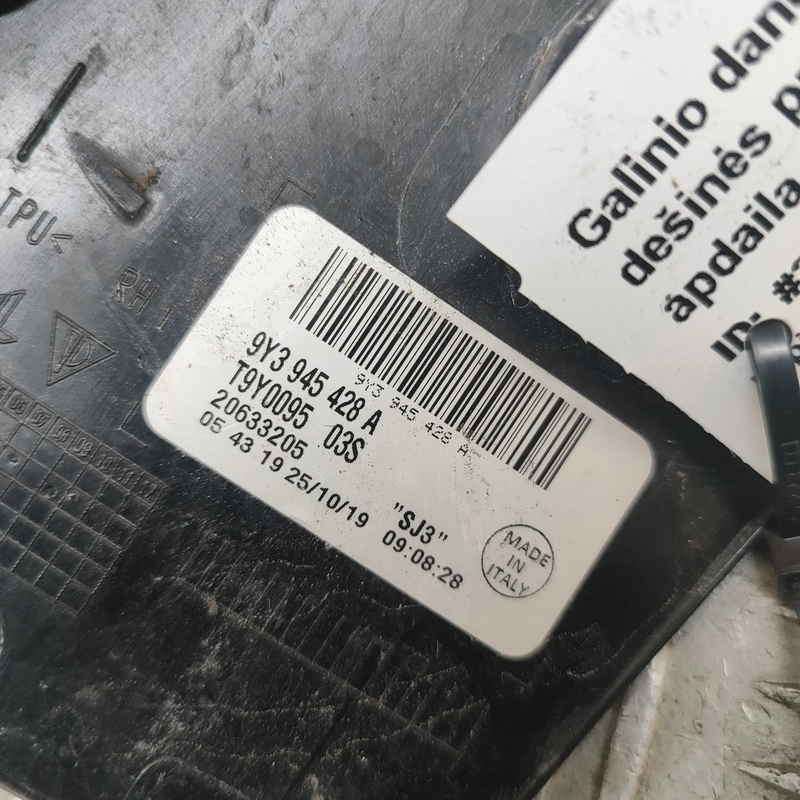 TPU<
RH 1
9Y3 945 428 A
9Y3 945 428 A
T9Y0095 03S
20633205
05 43 19 25/10/19 09:08:28
"SJ3"
MADE
IN
ITALY
Galinio
dešinės
apdaila
ID: